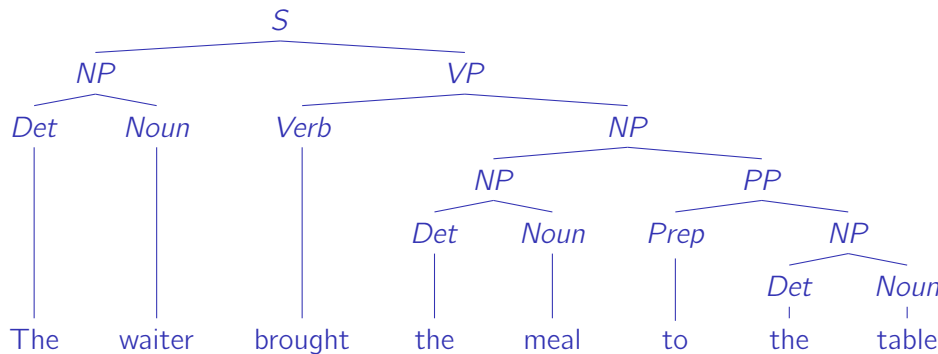 S
NP VP
Det Noun Verb NP
NP PP
Det Noun Prep NP
Det Noun
The waiter brought the meal to the table